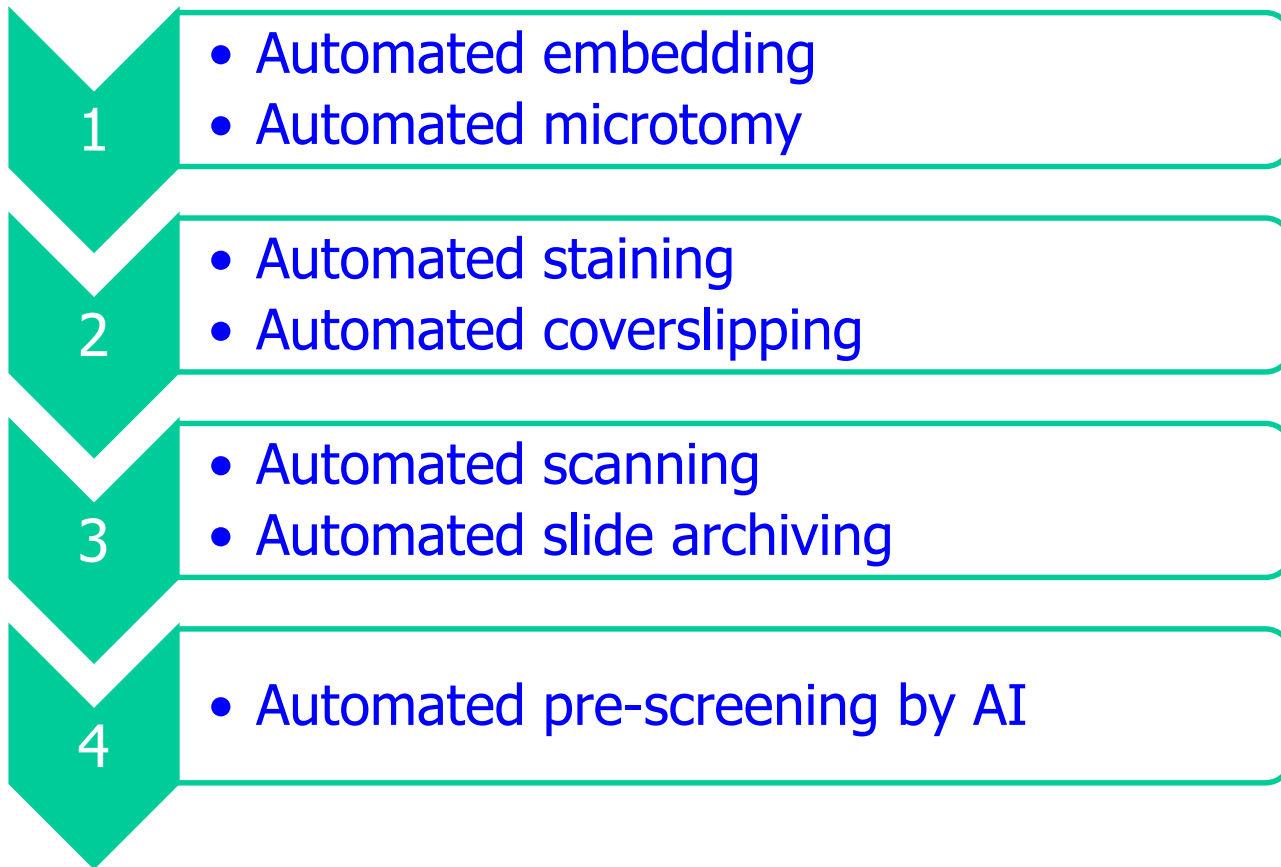 1
• Automated embedding
• Automated microtomy
2
• Automated staining
• Automated coverslipping
3
• Automated scanning
• Automated slide archiving
4
• Automated pre-screening by AI